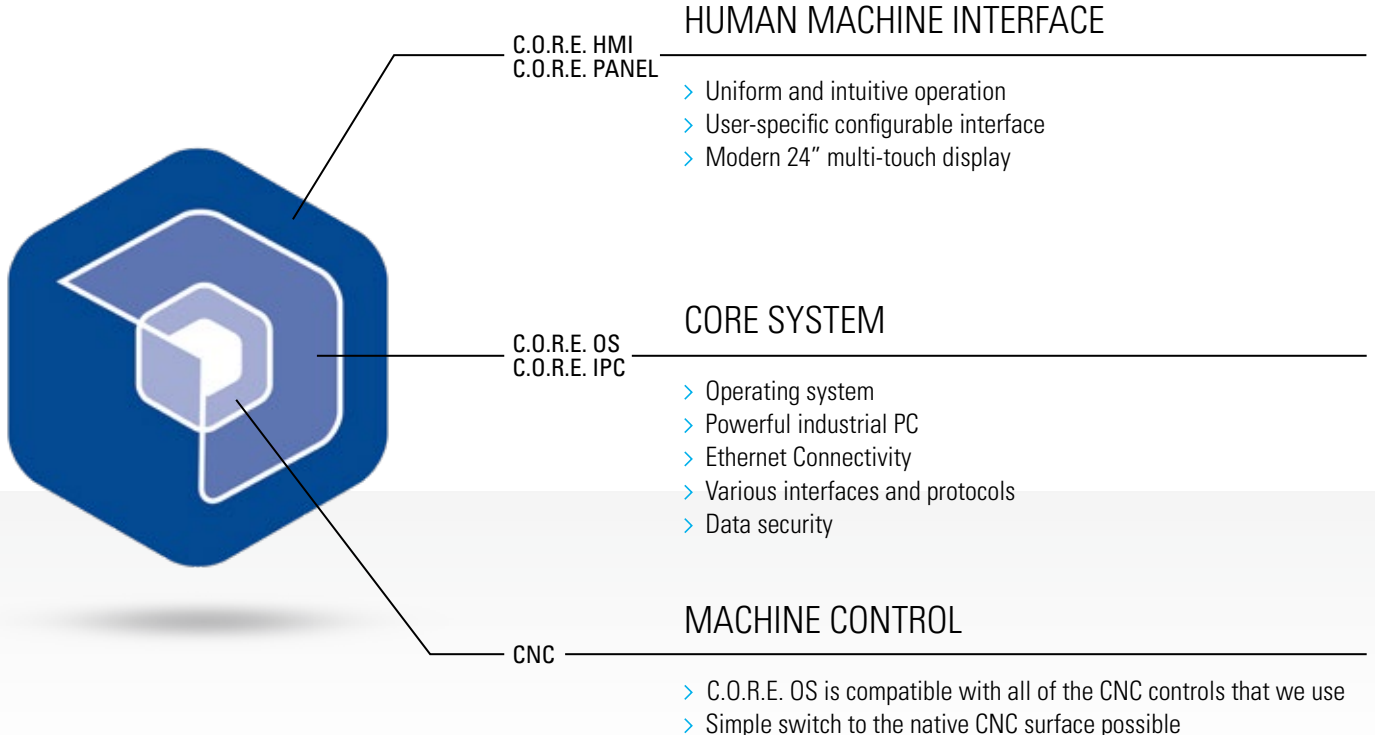 HUMAN MACHINE INTERFACE
C.O.R.E. HMI
C.O.R.E. PANEL
> Uniform and intuitive operation
> User-specific configurable interface
> Modern 24” multi-touch display
CORE SYSTEM
C.O.R.E. OS
C.O.R.E. IPC
> Operating system
> Powerful industrial PC
> Ethernet Connectivity
> Various interfaces and protocols
> Data security
MACHINE CONTROL
CNC
> C.O.R.E. OS is compatible with all of the CNC controls that we use
> Simple switch to the native CNC surface possible